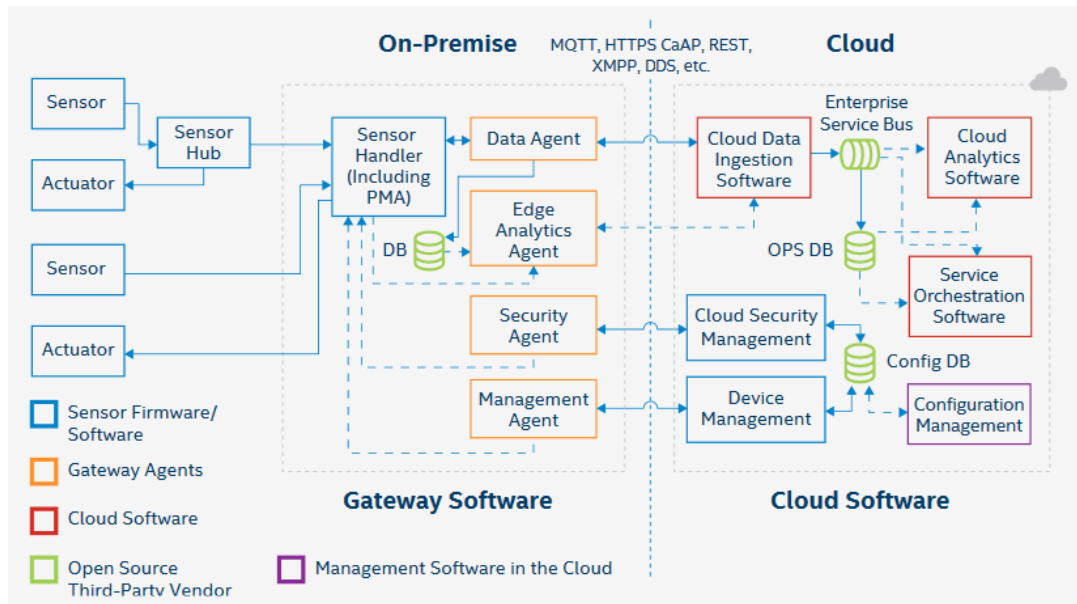 On-Premise
MQTT, HTTPS CaAP, REST,
XMPP, DDS, etc.
Cloud
Sensor
Sensor
Hub
Actuator
Sensor
Actuator
Sensor
Handler
(Including
PMA)
Data Agent
DB
Edge
Analytics
Agent
Security
Agent
Management
Agent
Cloud Data
Ingestion
Software
Enterprise
Service Bus
Cloud
Analytics
Software
OPS DB
Service
Orchestration
Software
Cloud Security
Management
Config DB
Device
Management
Configuration
Management
Gateway Software
Cloud Software
Sensor Firmware/
Software
Gateway Agents
Cloud Software
Open Source
Third-Party Vendor
Management Software in the Cloud